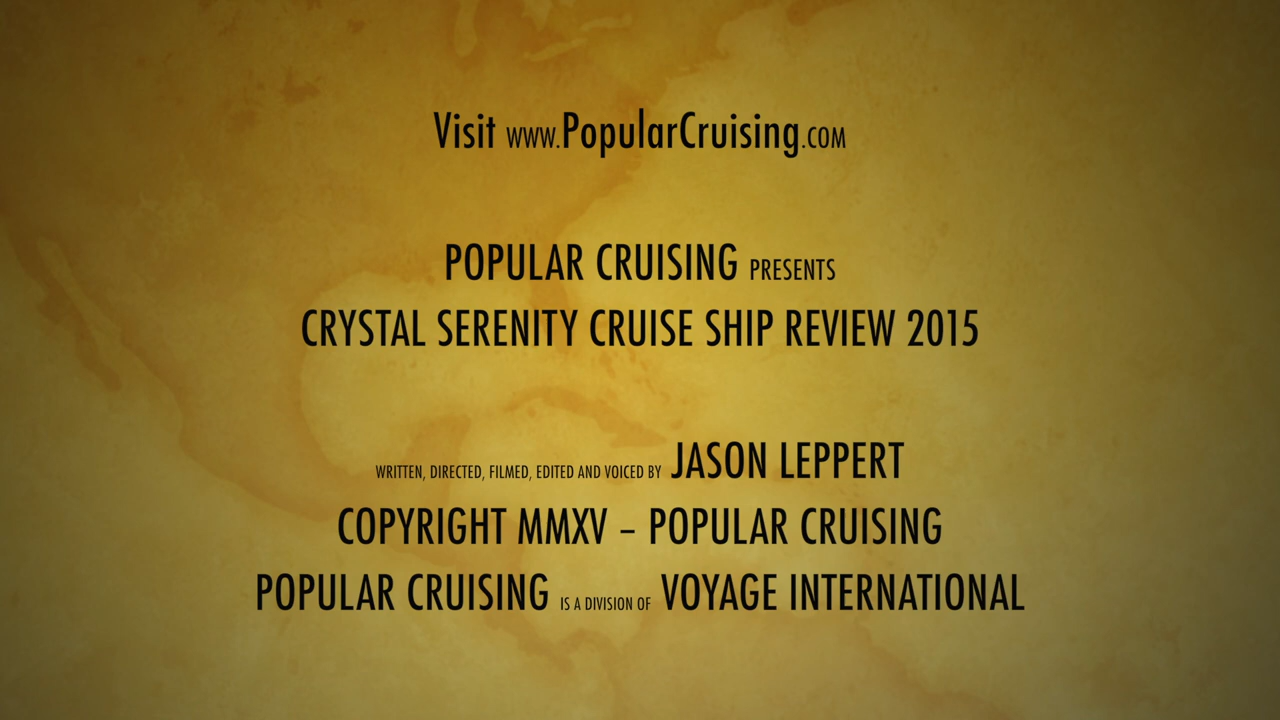 Visit www.PopularCruising.com
POPULAR CRUISING PRESENTS
CRYSTAL SERENITY CRUISE SHIP REVIEW 2015
WRITTEN, DIRECTED, FILMED, EDITED AND VOICED BY JASON LEPPERT
COPYRIGHT MMXV – POPULAR CRUISING
POPULAR CRUISING IS A DIVISION OF VOYAGE INTERNATIONAL